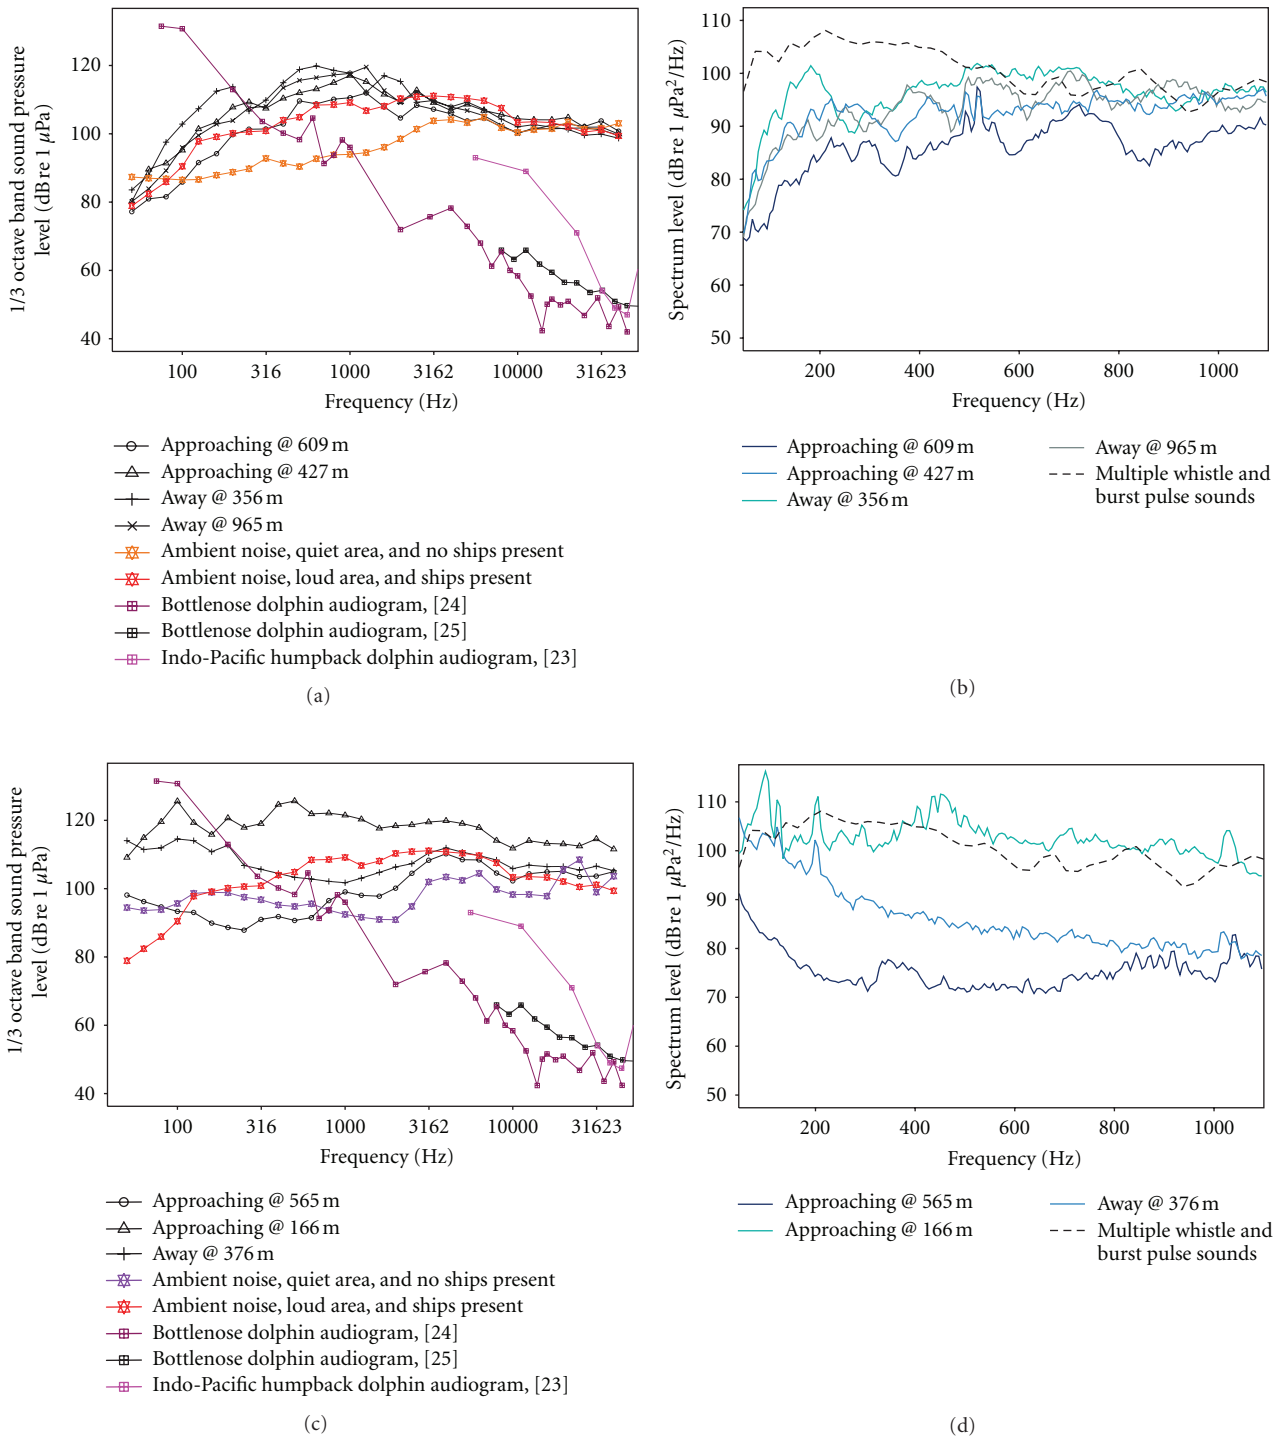 1/3 octave band sound pressure
level (dB re 1 μPa)
120
100
80
60
40
100 316 1000 3162 10000 31623
Frequency (Hz)
Approaching @ 609 m
Approaching @ 427 m
Away @ 356 m
Away @ 965 m
Ambient noise, quiet area, and no ships present
Ambient noise, loud area, and ships present
Bottlenose dolphin audiogram, [24]
Bottlenose dolphin audiogram, [25]
Indo-Pacific humpback dolphin audiogram, [23]
(a)
Spectrum level (dB re 1 μPa²/Hz)
110
100
90
80
70
60
50
200 400 600 800 1000
Frequency (Hz)
Approaching @ 609 m
Approaching @ 427 m
Away @ 356 m
Away @ 965 m
Multiple whistle and
burst pulse sounds
(b)
1/3 octave band sound pressure
level (dB re 1 μPa)
120
100
80
60
40
100 316 1000 3162 10000 31623
Frequency (Hz)
Approaching @ 565 m
Approaching @ 166 m
Away @ 376 m
Ambient noise, quiet area, and no ships present
Ambient noise, loud area, and ships present
Bottlenose dolphin audiogram, [24]
Bottlenose dolphin audiogram, [25]
Indo-Pacific humpback dolphin audiogram, [23]
(c)
Spectrum level (dB re 1 μPa²/Hz)
110
100
90
80
70
60
50
200 400 600 800 1000
Frequency (Hz)
Approaching @ 565 m
Approaching @ 166 m
Away @ 376 m
Multiple whistle and
burst pulse sounds
(d)